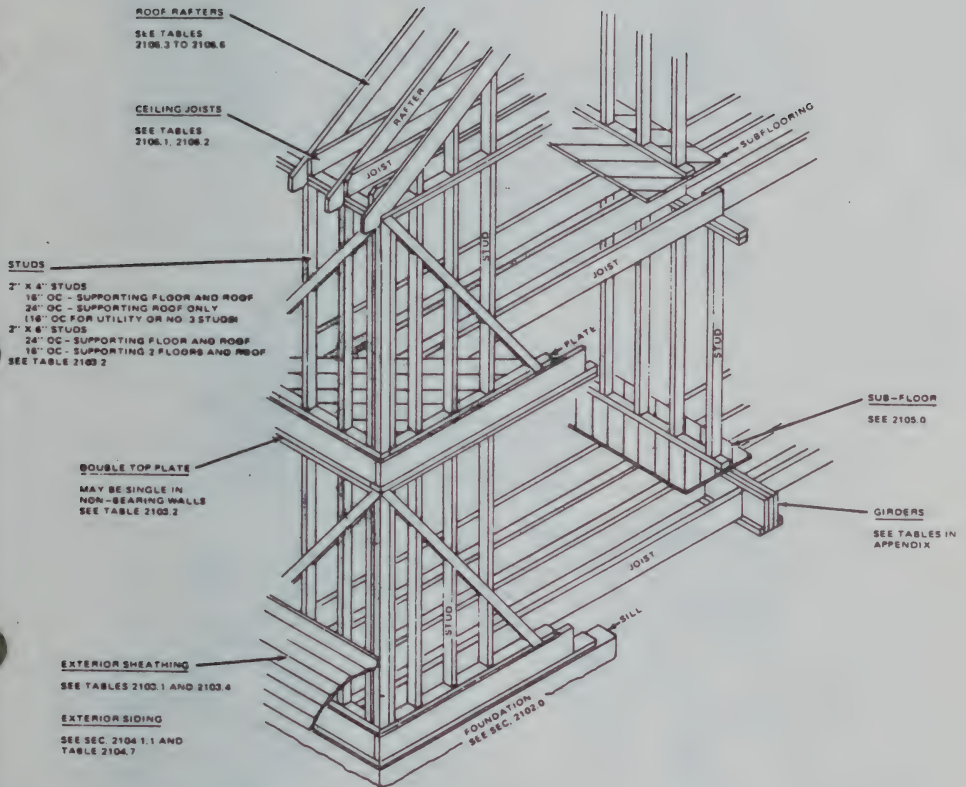 ROOF RAFTERS
SEE TABLES
2106.3 TO 2106.6
CEILING JOISTS
SEE TABLES
2106.1, 2106.2
RAFTER
JOIST
SUBFLOORING
STUDS
2" X 4" STUDS
16" OC - SUPPORTING FLOOR AND ROOF
24" OC - SUPPORTING ROOF ONLY
(16" OC FOR UTILITY OR NO. 3 STUDS)
2" X 6" STUDS
24" OC - SUPPORTING FLOOR AND ROOF
16" OC - SUPPORTING 2 FLOORS AND ROOF
SEE TABLE 2103.2
STUD
JOIST
STUD
PLATE
SUB-FLOOR
SEE 2105.0
DOUBLE TOP PLATE
MAY BE SINGLE IN
NON-BEARING WALLS
SEE TABLE 2103.2
GIRDERS
SEE TABLES IN
APPENDIX
JOIST
STUD
SILL
EXTERIOR SHEATHING
SEE TABLES 2103.1 AND 2103.4
FOUNDATION
SEE SEC. 2102.0
EXTERIOR SIDING
SEE SEC. 2104.1.1 AND
TABLE 2104.7